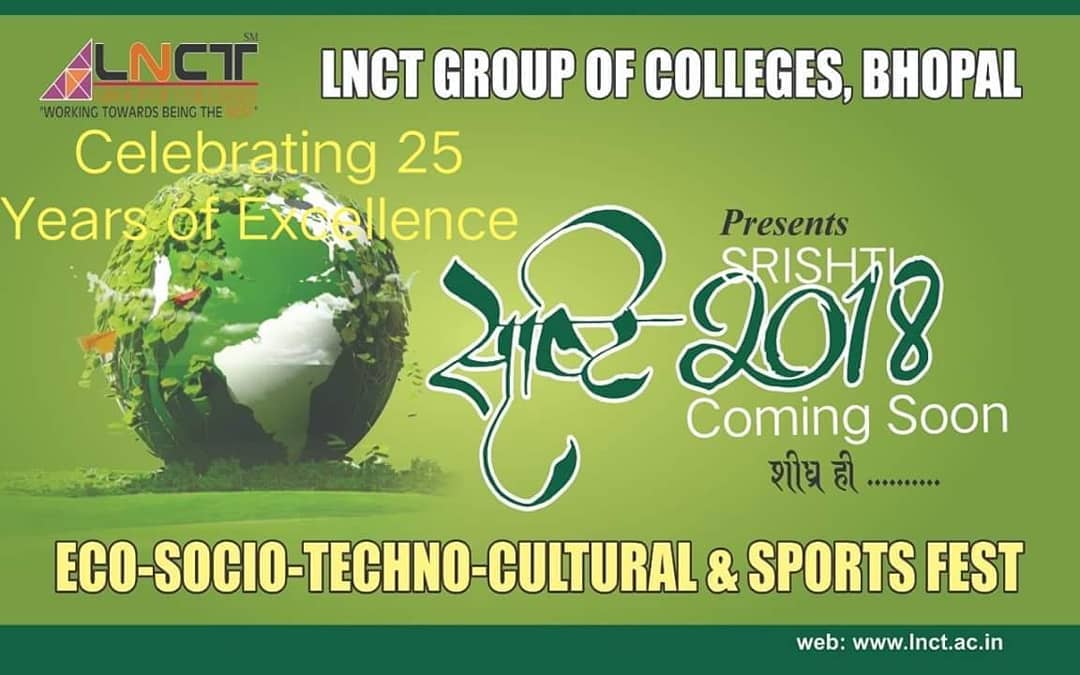 LNCT
SM
"WORKING TOWARDS BEING THE
LNCT GROUP OF COLLEGES, BHOPAL
Celebrating 25
Years of Excellence
Presents
SRISHTI
सृष्टि २०१४
Coming Soon
शीघ्र ही ..........
ECO-SOCIO-TECHNO-CULTURAL & SPORTS FEST
web: www.lnct.ac.in